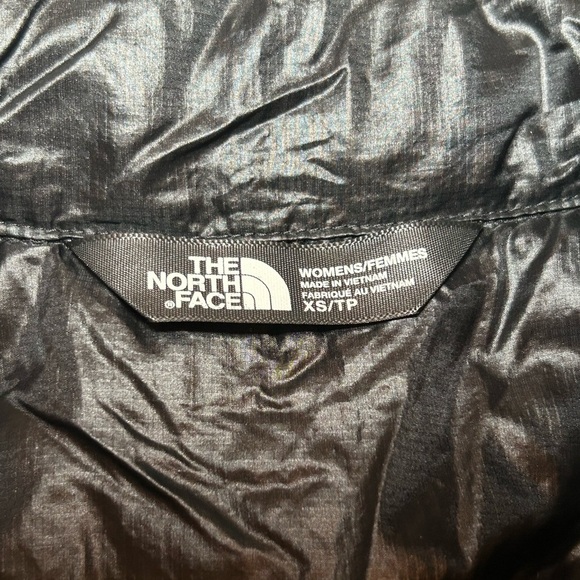 THE
NORTH
FACE®
WOMENS/FEMMES
MADE IN VIETNAM
FABRIQUÉ AU VIETNAM
XS/TP